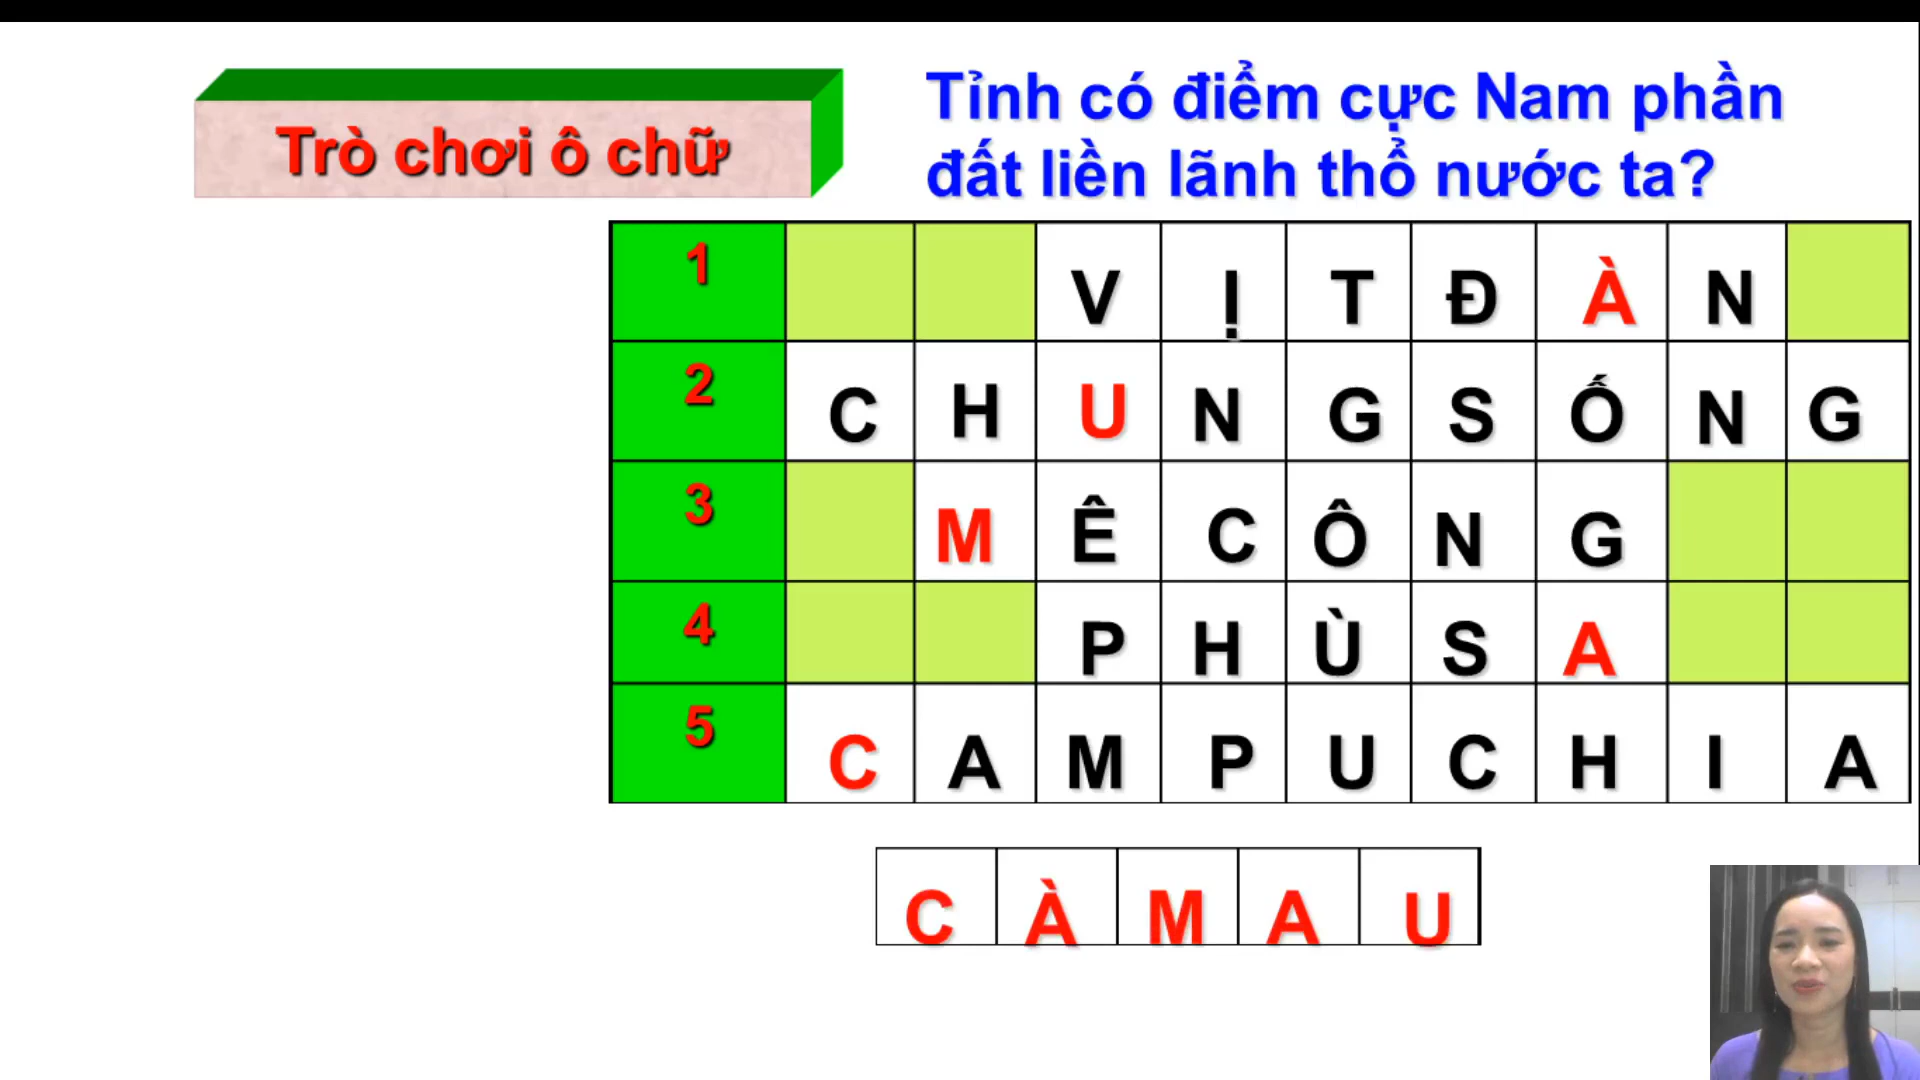 Trò chơi ô chữ
Tỉnh có điểm cực Nam phần
đất liền lãnh thổ nước ta?
1 V Ị T Đ À N
2 C H U N G S Ố N G
3 M Ê C Ô N G
4 P H Ù S A
5 C A M P U C H I A
C À M A U